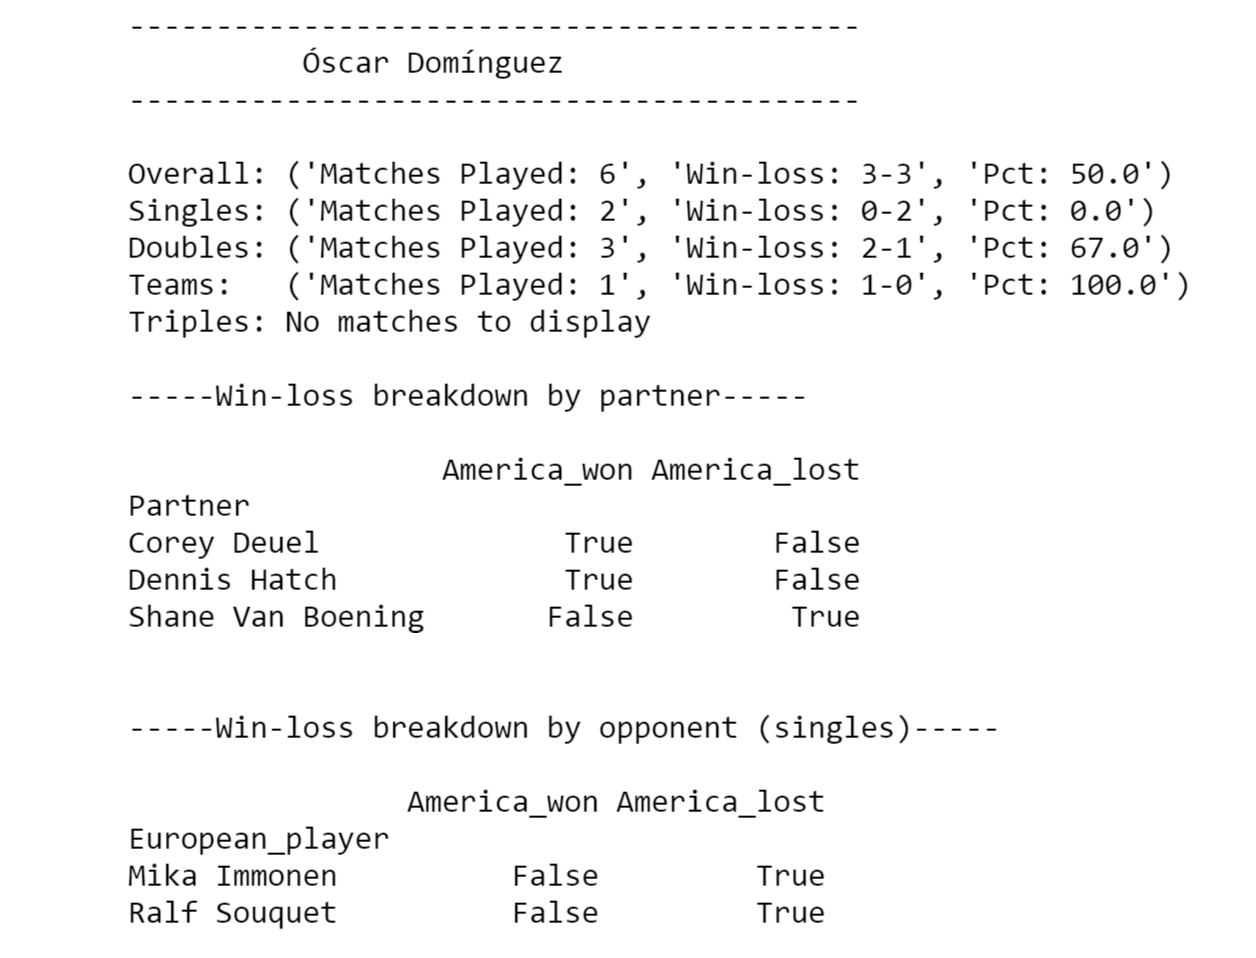 ------------------------------------------
Óscar Domínguez
------------------------------------------
Overall: ('Matches Played: 6', 'Win-loss: 3-3', 'Pct: 50.0')
Singles: ('Matches Played: 2', 'Win-loss: 0-2', 'Pct: 0.0')
Doubles: ('Matches Played: 3', 'Win-loss: 2-1', 'Pct: 67.0')
Teams:   ('Matches Played: 1', 'Win-loss: 1-0', 'Pct: 100.0')
Triples: No matches to display
-----Win-loss breakdown by partner-----
America_won America_lost
Partner
Corey Deuel              True        False
Dennis Hatch             True        False
Shane Van Boening       False         True
-----Win-loss breakdown by opponent (singles)-----
America_won America_lost
European_player
Mika Immonen          False         True
Ralf Souquet          False         True